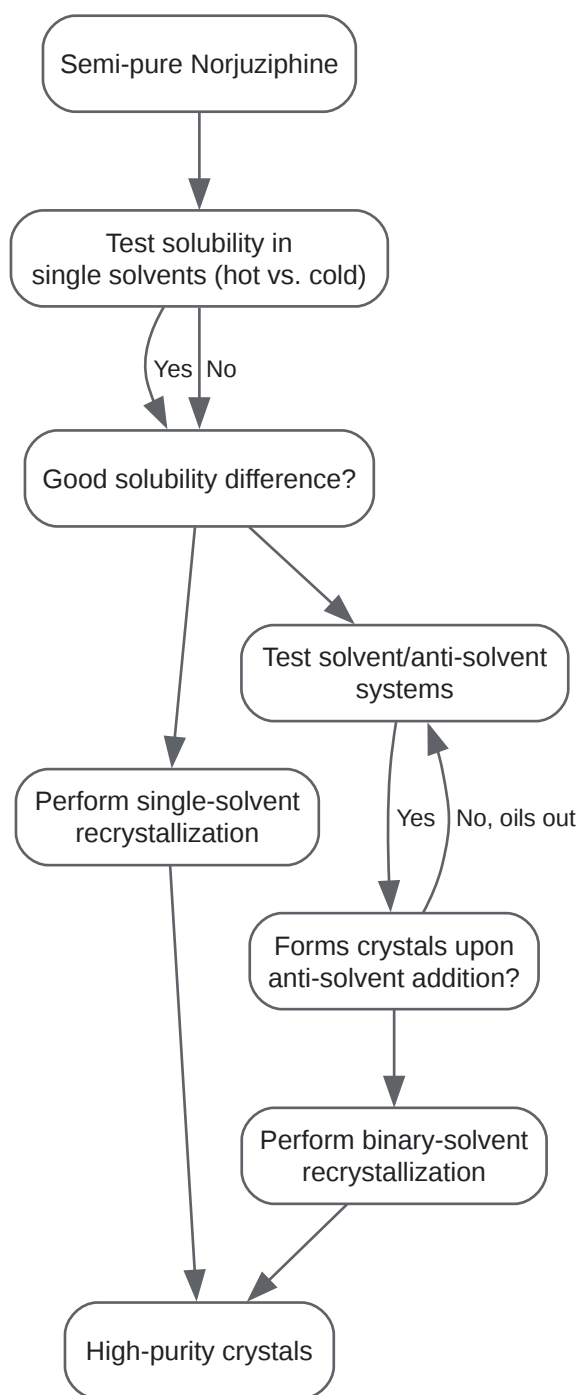 Semi-pure Norjuziphine
Test solubility in
single solvents (hot vs. cold)
Yes
No
Good solubility difference?
Test solvent/anti-solvent
systems
Perform single-solvent
recrystallization
Yes
No, oils out
Forms crystals upon
anti-solvent addition?
Perform binary-solvent
recrystallization
High-purity crystals